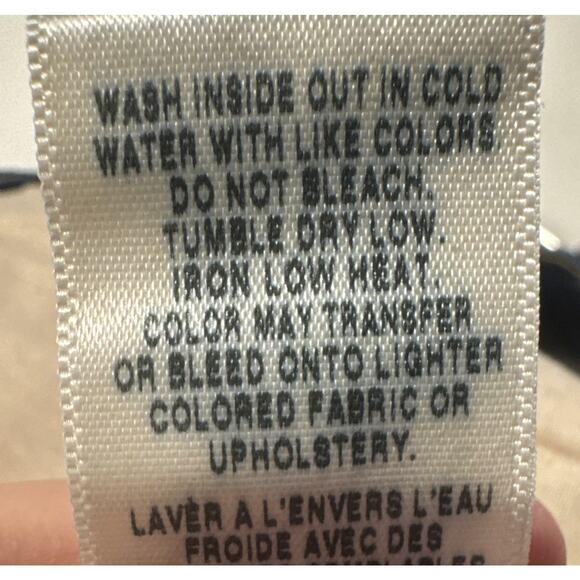 WASH INSIDE OUT IN COLD
WATER WITH LIKE COLORS
DO NOT BLEACH.
TUMBLE DRY LOW.
IRON LOW HEAT.
COLOR MAY TRANSFER
OR BLEED ONTO LIGHTER
COLORED FABRIC OR
UPHOLSTERY.
LAVÈR A L'ENVERS L'EAU
FROIDE AVEC DES